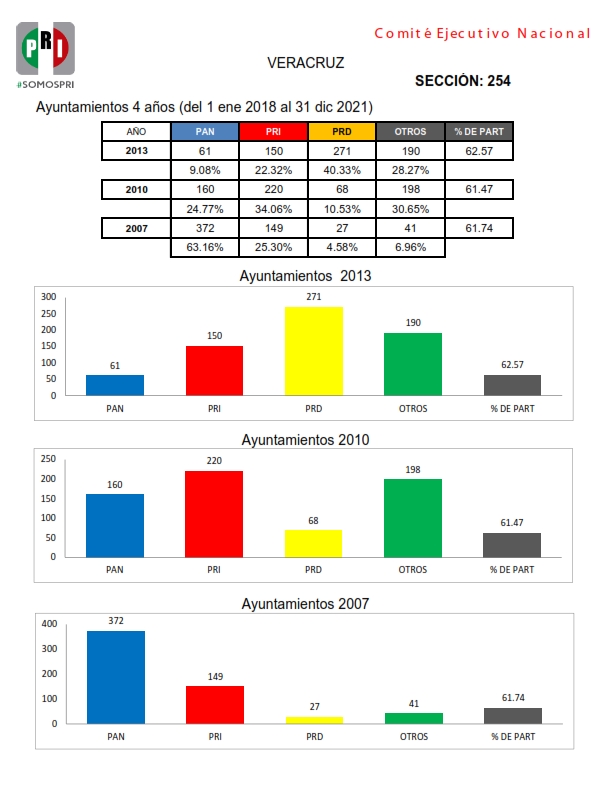 Comité Ejecutivo Nacional
PRI
#SOMOSPRI
VERACRUZ
SECCIÓN: 254
Ayuntamientos 4 años (del 1 ene 2018 al 31 dic 2021)
AÑO PAN PRI PRD OTROS % DE PART
2013 61 150 271 190 62.57
9.08% 22.32% 40.33% 28.27%
2010 160 220 68 198 61.47
24.77% 34.06% 10.53% 30.65%
2007 372 149 27 41 61.74
63.16% 25.30% 4.58% 6.96%
Ayuntamientos 2013
300
250
200
150
100
50
0
61 150 271 190 62.57
PAN PRI PRD OTROS % DE PART
Ayuntamientos 2010
250
200
150
100
50
0
160 220 68 198 61.47
PAN PRI PRD OTROS % DE PART
Ayuntamientos 2007
400
300
200
100
0
372 149 27 41 61.74
PAN PRI PRD OTROS % DE PART